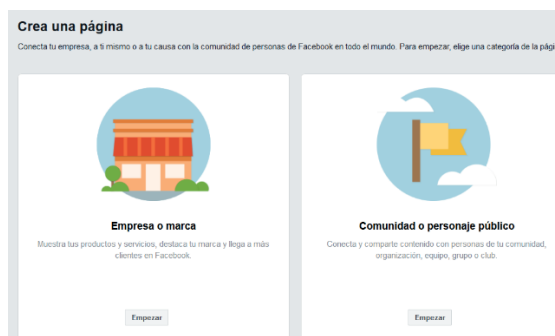 Crea una página
Conecta tu empresa, a ti mismo o a tu causa con la comunidad de personas de Facebook en todo el mundo. Para empezar, elige una categoría de la
Empresa o marca
Muestra tus productos y servicios, destaca tu marca y llega a más
clientes en Facebook.
Empezar
Comunidad o personaje público
Conecta y comparte contenido con personas de tu comunidad,
organización, equipo, grupo o club.
Empezar